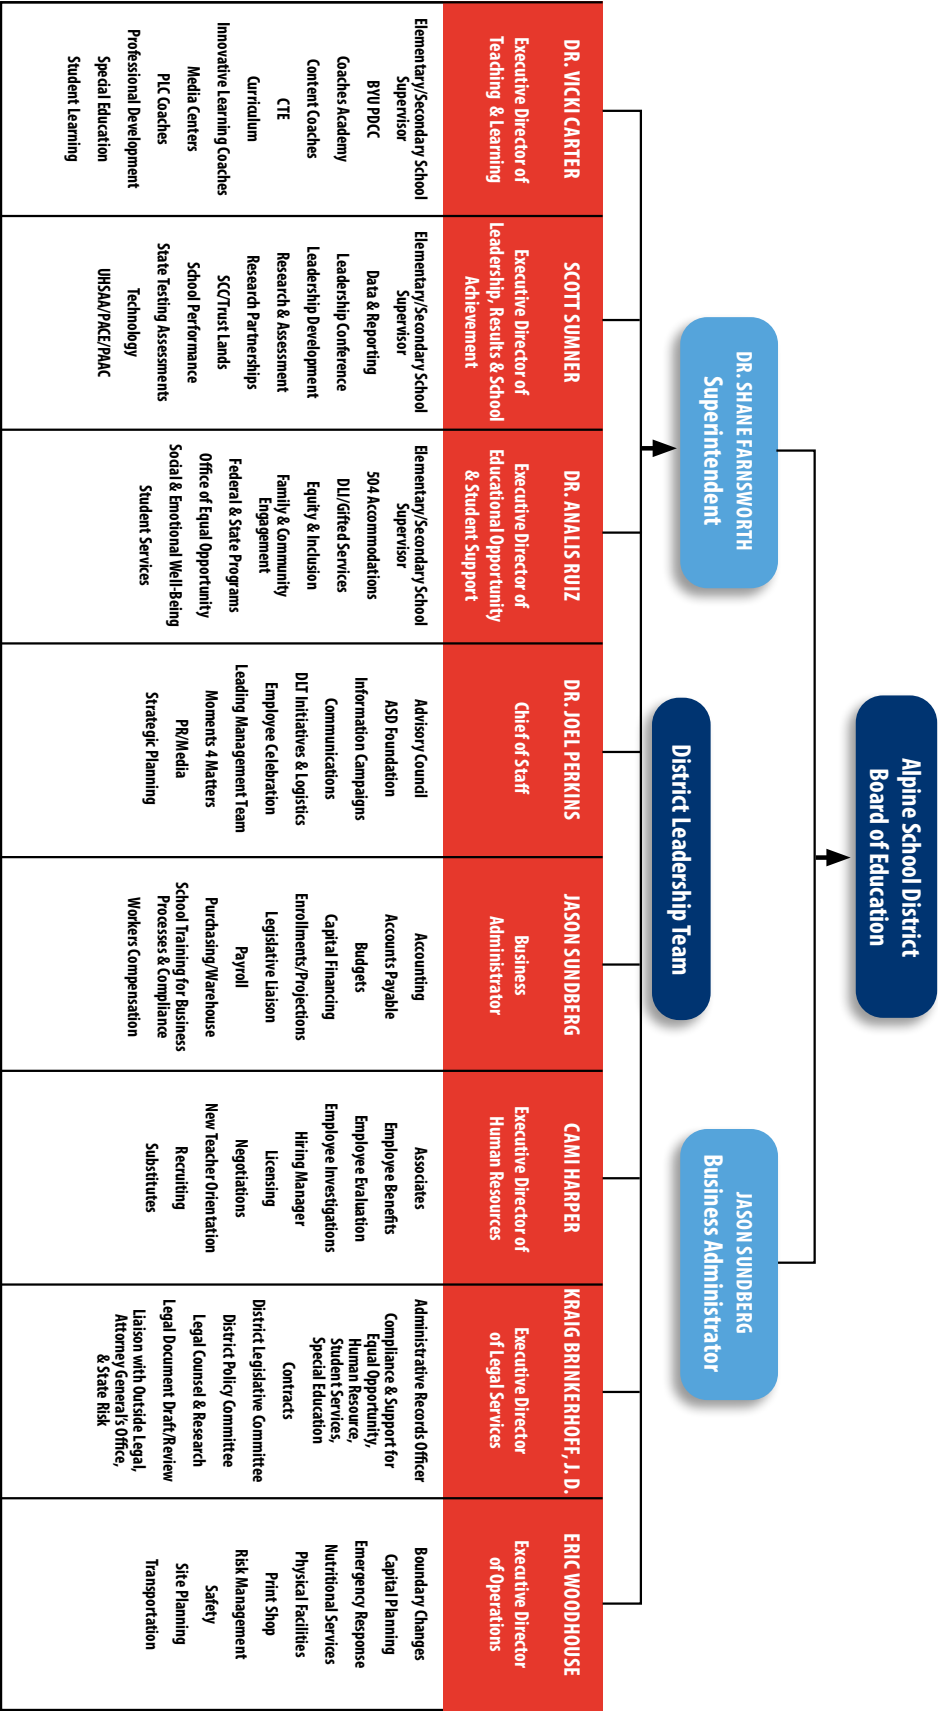 Alpine School District
Board of Education
DR. SHANE FARNSWORTH
Superintendent
JASON SUNDBERG
Business Administrator
District Leadership Team
DR. VICKI CARTER
Executive Director of
Teaching & Learning
Elementary/Secondary School
Supervisor
BYU PDCC
Coaches Academy
Content Coaches
CTE
Curriculum
Innovative Learning Coaches
Media Centers
PLC Coaches
Professional Development
Special Education
Student Learning
SCOTT SUMNER
Executive Director of
Leadership, Results & School
Achievement
Elementary/Secondary School
Supervisor
Data & Reporting
Leadership Conference
Leadership Development
Research & Assessment
Research Partnerships
SCC/Trust Lands
School Performance
State Testing Assessments
Technology
UHSAA/PACE/PAAC
DR. ANALIS RUIZ
Executive Director of
Educational Opportunity
& Student Support
Elementary/Secondary School
Supervisor
504 Accommodations
DLI/Gifted Services
Equity & Inclusion
Family & Community
Engagement
Federal & State Programs
Office of Equal Opportunity
Social & Emotional Well-Being
Student Services
DR. JOEL PERKINS
Chief of Staff
Advisory Council
ASD Foundation
Information Campaigns
Communications
DLT Initiatives & Logistics
Employee Celebration
Leading Management Team
Moments 4 Matters
PR/Media
Strategic Planning
JASON SUNDBERG
Business
Administrator
Accounting
Accounts Payable
Budgets
Capital Financing
Enrollments/Projections
Legislative Liaison
Payroll
Purchasing/Warehouse
School Training for Business
Processes & Compliance
Workers Compensation
CAMI HARPER
Executive Director of
Human Resources
Associates
Employee Benefits
Employee Evaluation
Employee Investigations
Hiring Manager
Licensing
Negotiations
New Teacher Orientation
Recruiting
Substitutes
KRAIG BRINKERHOFF, J. D.
Executive Director
of Legal Services
Administrative Records Officer
Compliance & Support for
Equal Opportunity,
Human Resource,
Student Services,
Special Education
Contracts
District Legislative Committee
District Policy Committee
Legal Counsel & Research
Legal Document Draft/Review
Liaison with Outside Legal,
Attorney General's Office,
& State Risk
ERIC WOODHOUSE
Executive Director
of Operations
Boundary Changes
Capital Planning
Emergency Response
Nutritional Services
Physical Facilities
Print Shop
Risk Management
Safety
Site Planning
Transportation